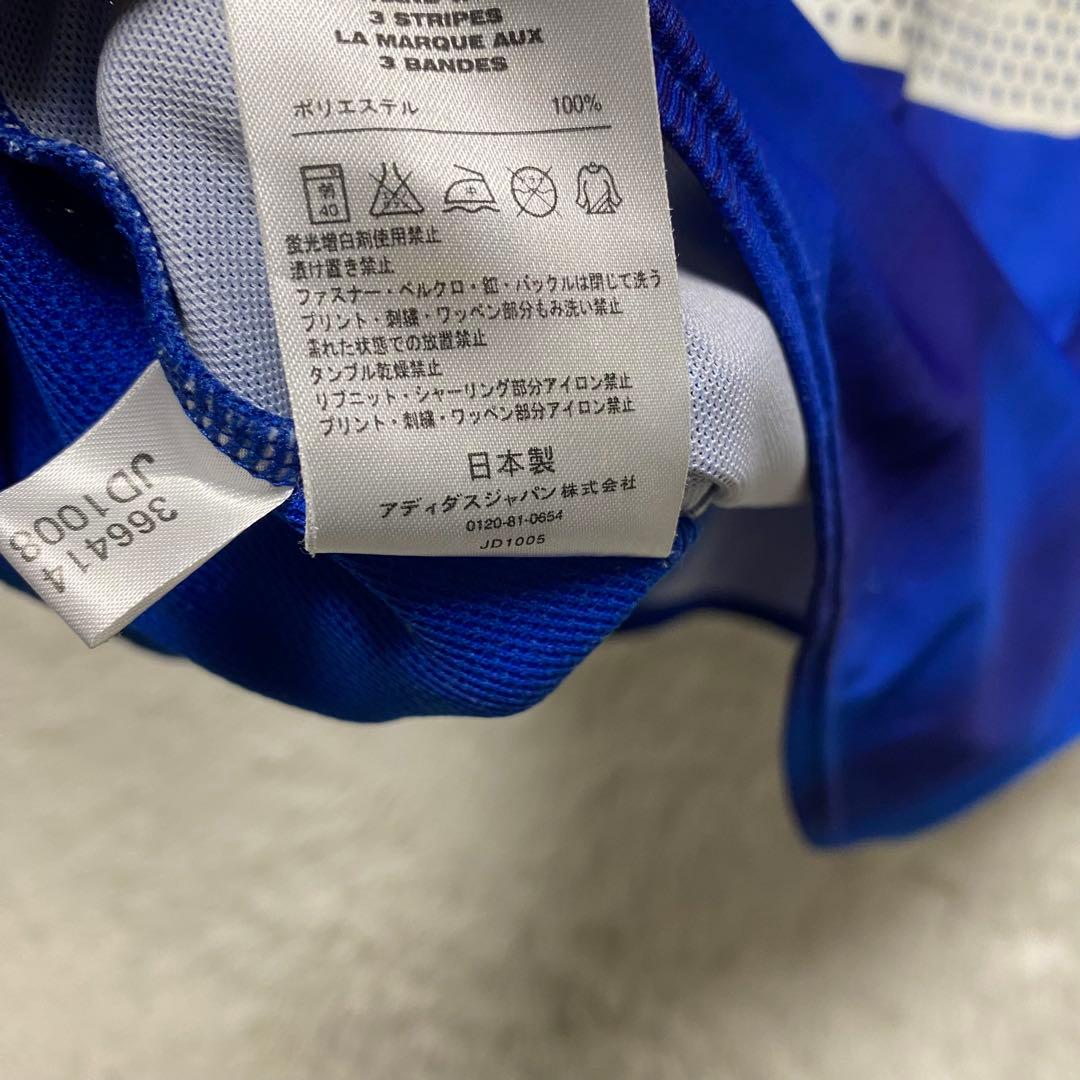 3 STRIPES
LA MARQUE AUX
3 BANDES
ポリエステル 100%
弱
40
蛍光増白剤使用禁止
漬け置き禁止
ファスナー・ベルクロ・釦・バックルは閉じて洗う
プリント・刺繍・ワッペン部分もみ洗い禁止
濡れた状態での放置禁止
タンブル乾燥禁止
リブニット・シャーリング部分アイロン禁止
プリント・刺繍・ワッペン部分アイロン禁止
日本製
アディダスジャパン株式会社
0120-81-0654
JD1005
366414
JD1003